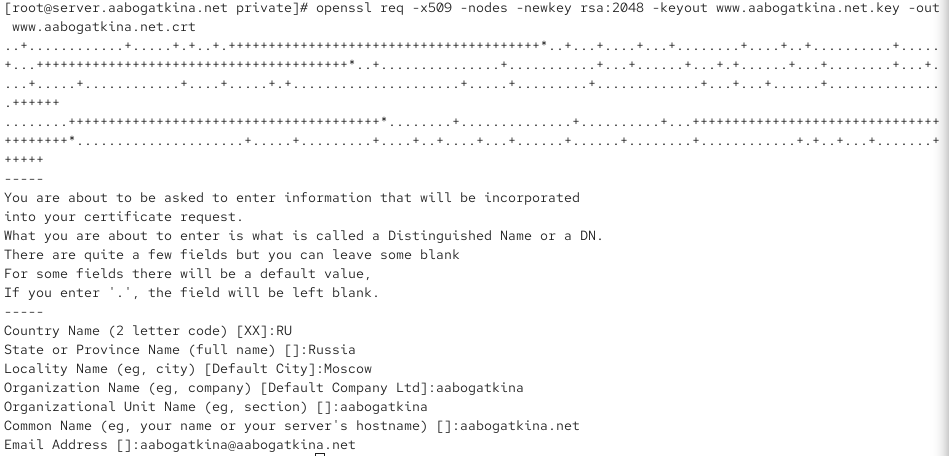 [root@server.aabogatkina.net private]# openssl req -x509 -nodes -newkey rsa:2048 -keyout www.aabogatkina.net.key -out
 www.aabogatkina.net.crt
..+............+.....+.+..+.+++++++++++++++++++++++++++++++++++++++*..+...+....+...+........+....+..+...........+....+.....
+...+++++++++++++++++++++++++++++++++++++++*..+...............+...........+...+......+...+.+......+...+........+...+.
...+.....+............+....+.....+.+.....................+.....+..........+..........+...+...+......+..............
.++++++
........+++++++++++++++++++++++++++++++++++++++*........+..............+..........+...+++++++++++++++++++++++++++++++
++++++++*.....................+.....+.........+....+..+....+...+......+......+........+............+.+..+...+.......+
+++++
-----
You are about to be asked to enter information that will be incorporated
into your certificate request.
What you are about to enter is what is called a Distinguished Name or a DN.
There are quite a few fields but you can leave some blank
For some fields there will be a default value,
If you enter '.', the field will be left blank.
-----
Country Name (2 letter code) [XX]:RU
State or Province Name (full name) []:Russia
Locality Name (eg, city) [Default City]:Moscow
Organization Name (eg, company) [Default Company Ltd]:aabogatkina
Organizational Unit Name (eg, section) []:aabogatkina
Common Name (eg, your name or your server's hostname) []:aabogatkina.net
Email Address []:aabogatkina@aabogatkina.net